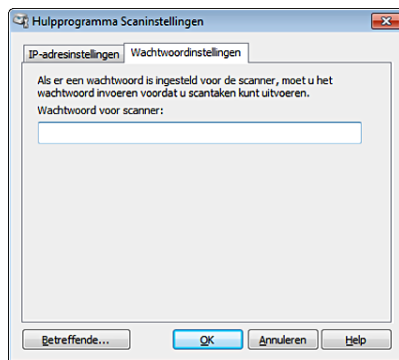 Hulpprogramma Scaninstellingen
IP-adresinstellingen Wachtwoordinstellingen
Als er een wachtwoord is ingesteld voor de scanner, moet u het
wachtwoord invoeren voordat u scantaken kunt uitvoeren.
Wachtwoord voor scanner:
Betreffende... OK Annuleren Help